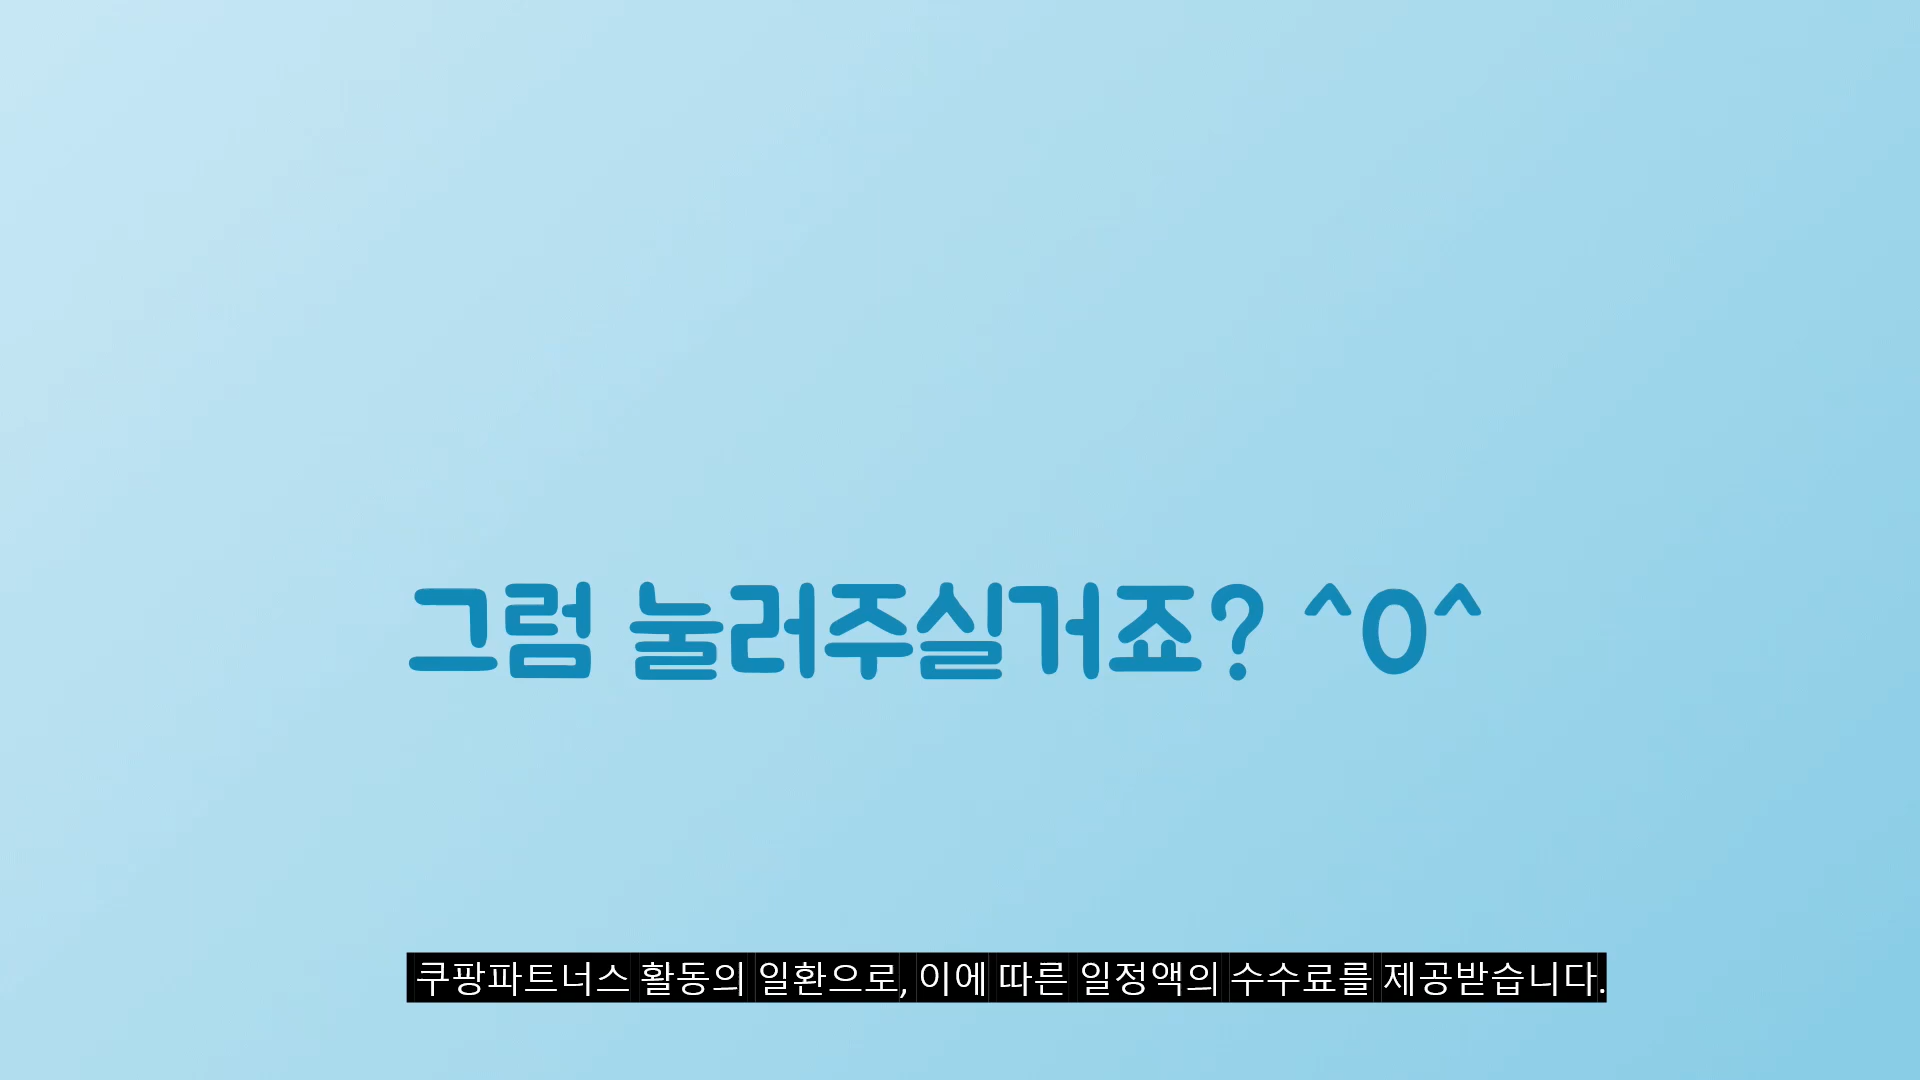 그럼 눌러주실거죠? ^0^
쿠팡파트너스 활동의 일환으로, 이에 따른 일정액의 수수료를 제공받습니다.